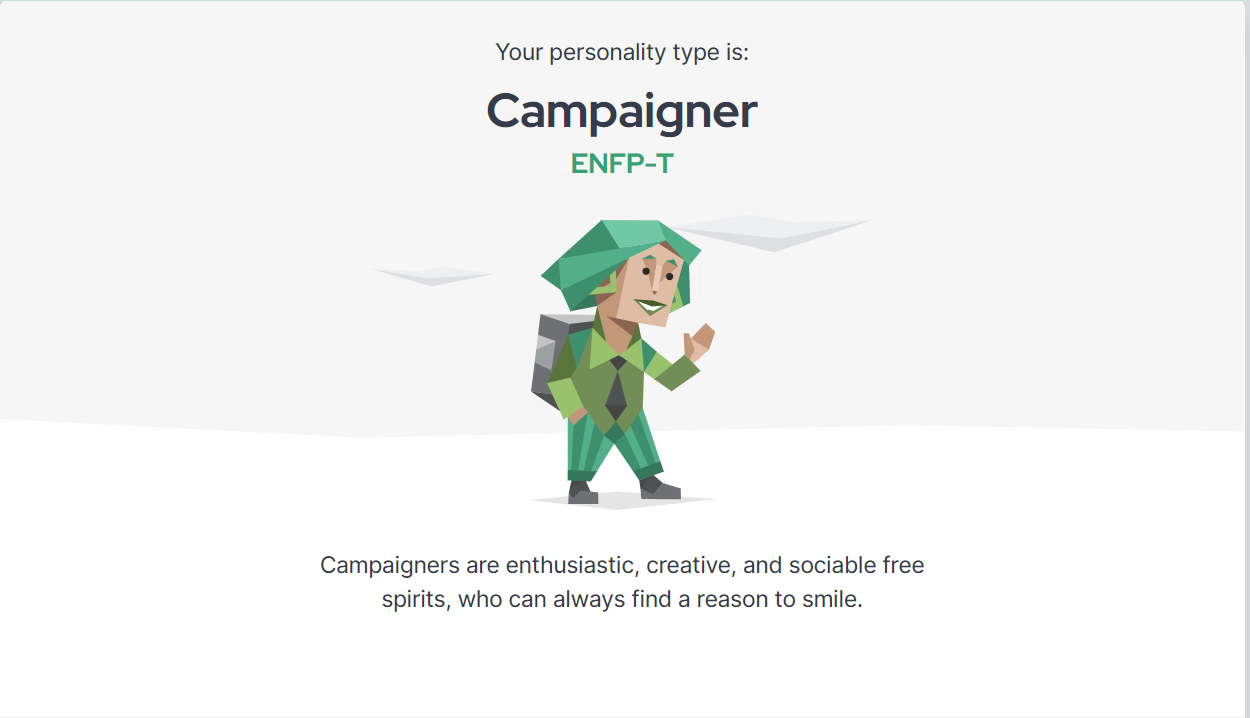 Your personality type is:
Campaigner
ENFP-T
Campaigners are enthusiastic, creative, and sociable free
spirits, who can always find a reason to smile.